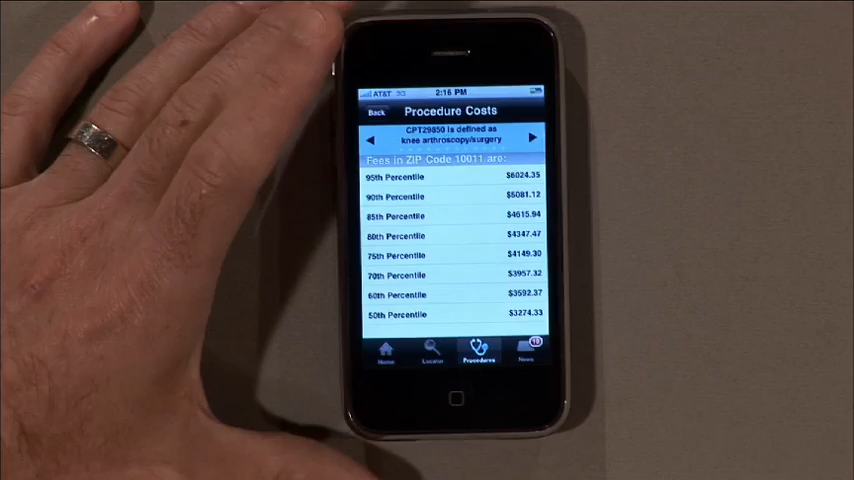 AT&T 3G 2:16 PM
Back Procedure Costs
CPT29850 is defined as
knee arthroscopy/surgery
Fees in ZIP Code 10011 are:
95th Percentile $6024.35
90th Percentile $5081.12
85th Percentile $4615.94
80th Percentile $4347.47
75th Percentile $4149.30
70th Percentile $3957.32
60th Percentile $3592.37
50th Percentile $3274.33
Home Locator Procedures News